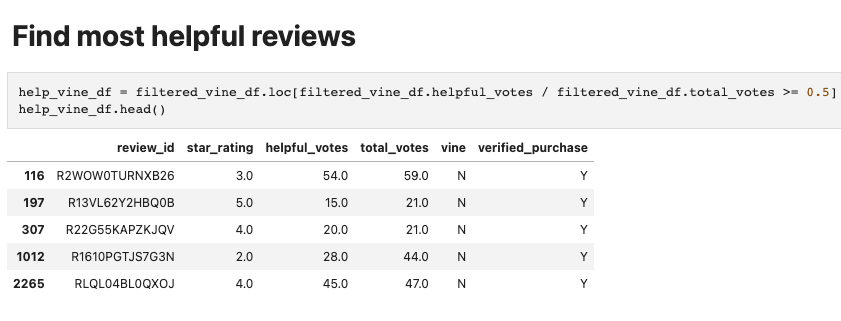 Find most helpful reviews
help_vine_df = filtered_vine_df.loc[filtered_vine_df.helpful_votes / filtered_vine_df.total_votes >= 0.5]
help_vine_df.head()
review_id star_rating helpful_votes total_votes vine verified_purchase
116 R2WOW0TURNXB26 3.0 54.0 59.0 N Y
197 R13VL62Y2HBQ0B 5.0 15.0 21.0 N Y
307 R22G55KAPZKJQV 4.0 20.0 21.0 N Y
1012 R1610PGTJS7G3N 2.0 28.0 44.0 N Y
2265 RLQL04BL0QXOJ 4.0 45.0 47.0 N Y